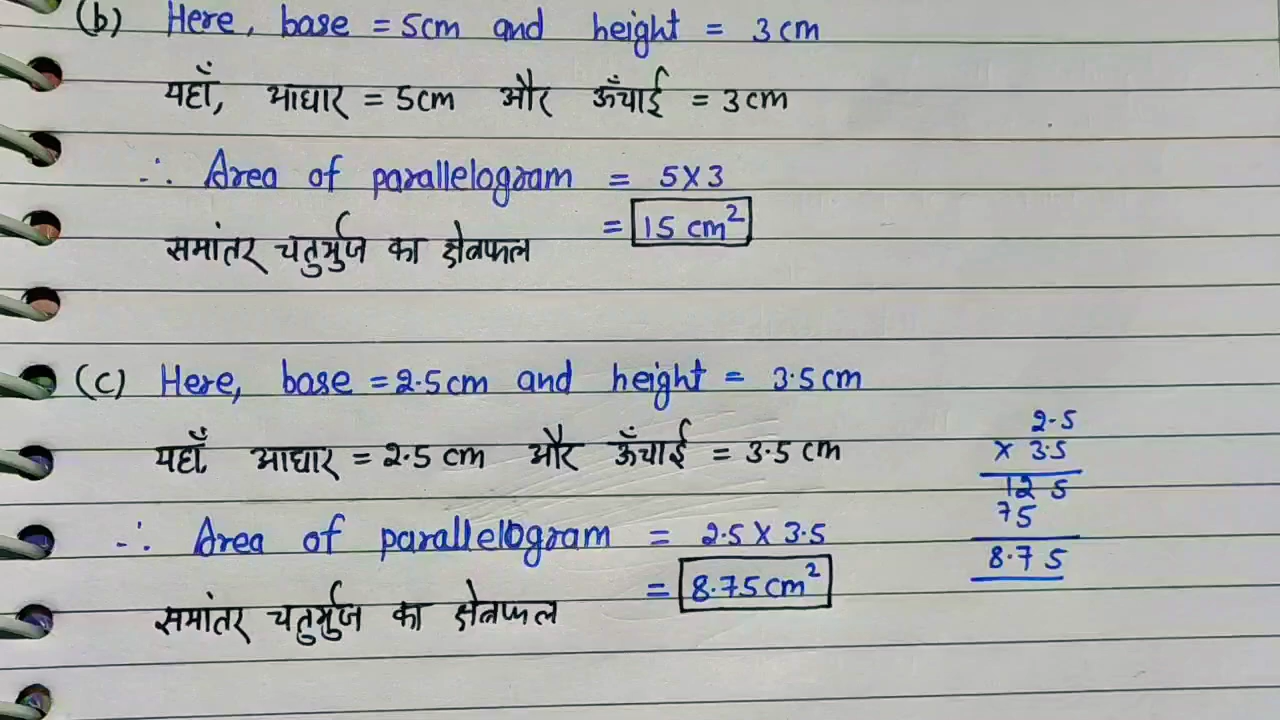 (b) Here, base = 5cm and height = 3cm
यहाँ, आधार = 5cm और ऊँचाई = 3cm
∴ Area of parallelogram = 5×3
= 15 cm²
समांतर चतुर्भुज का क्षेत्रफल
(c) Here, base = 2.5cm and height = 3.5cm
यहाँ आधार = 2.5 cm और ऊँचाई = 3.5 cm
2.5
× 3.5
125
75
8.75
∴ Area of parallelogram = 2.5 × 3.5
= 8.75 cm²
समांतर चतुर्भुज का क्षेत्रफल